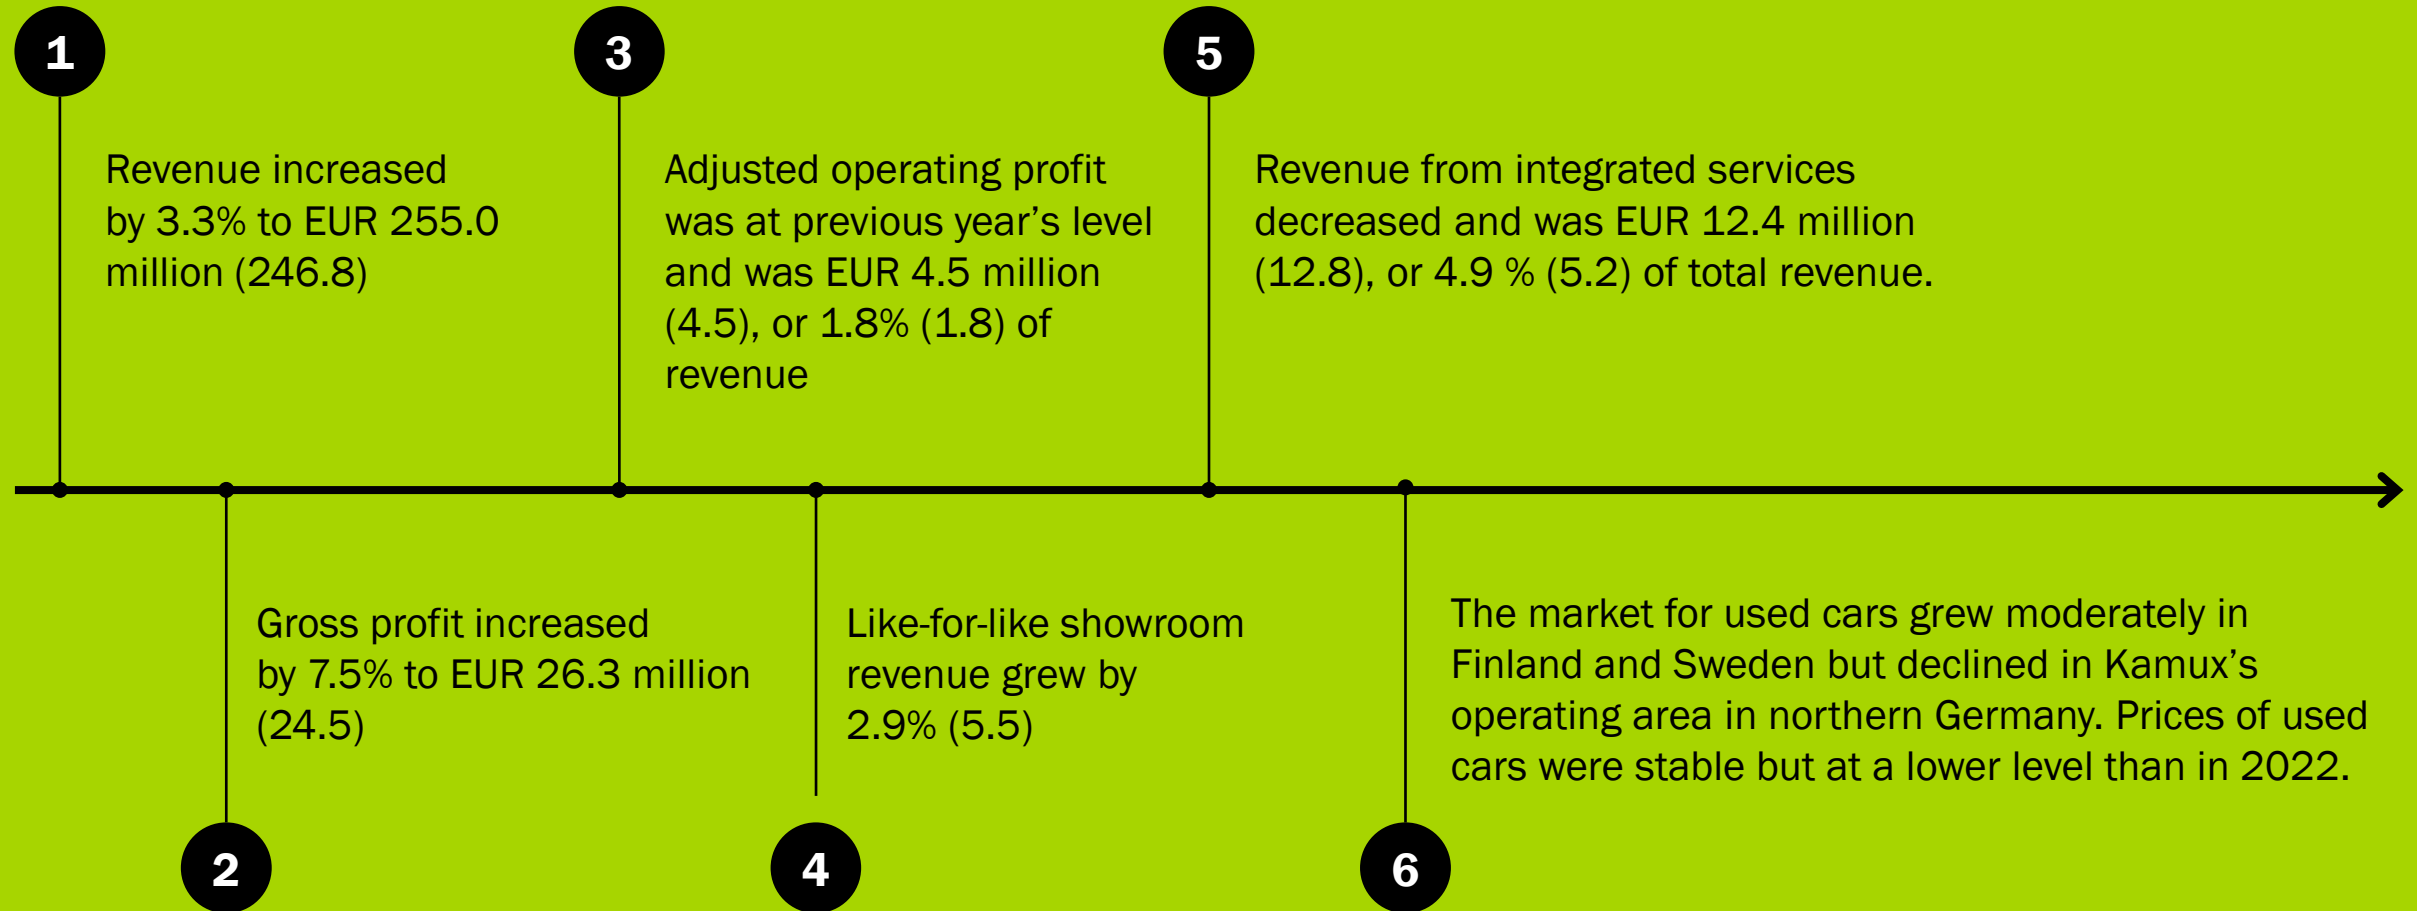 1
Revenue increased
by 3.3% to EUR 255.0
million (246.8)
2
Gross profit increased
by 7.5% to EUR 26.3 million
(24.5)
3
Adjusted operating profit
was at previous year’s level
and was EUR 4.5 million
(4.5), or 1.8% (1.8) of
revenue
4
Like-for-like showroom
revenue grew by
2.9% (5.5)
5
Revenue from integrated services
decreased and was EUR 12.4 million
(12.8), or 4.9 % (5.2) of total revenue.
6
The market for used cars grew moderately in
Finland and Sweden but declined in Kamux’s
operating area in northern Germany. Prices of used
cars were stable but at a lower level than in 2022.